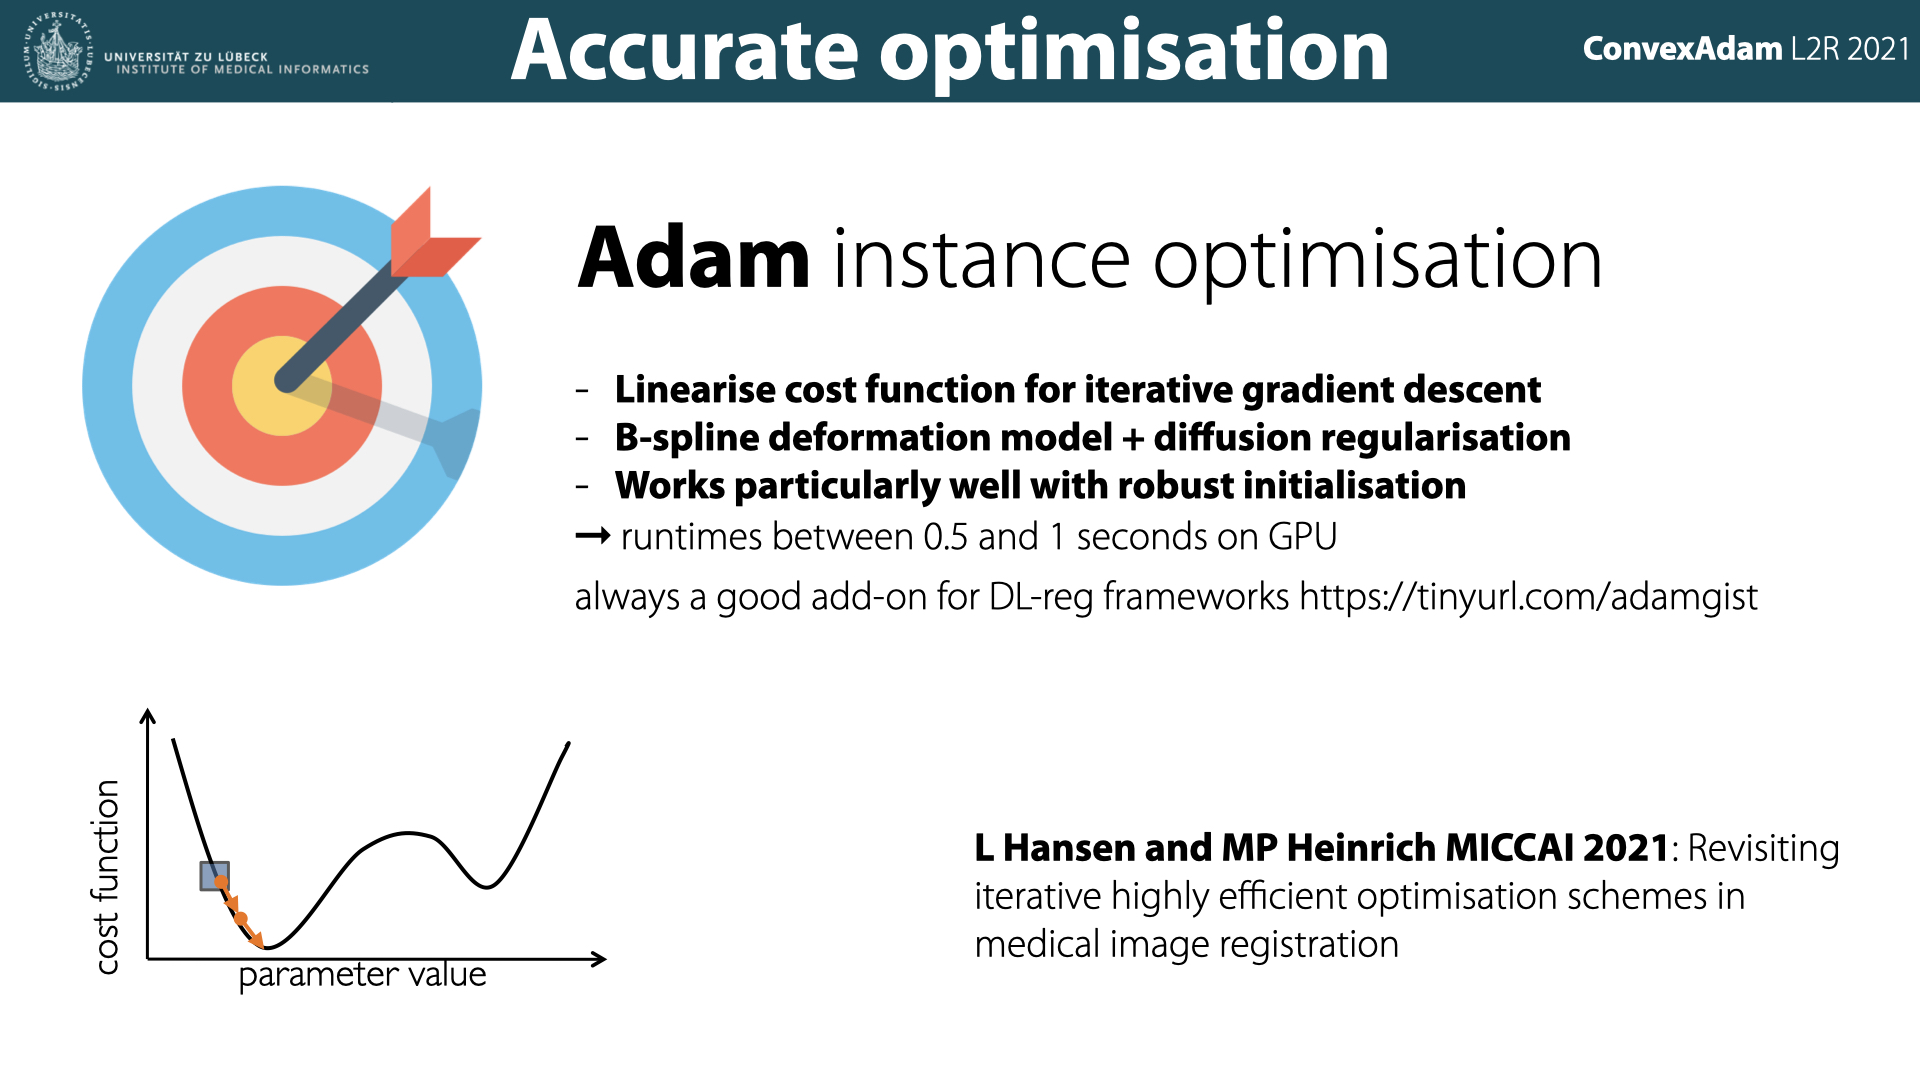 UNIVERSITÄT ZU LÜBECK
INSTITUTE OF MEDICAL INFORMATICS
Accurate optimisation
ConvexAdam L2R 2021
Adam instance optimisation
- Linearise cost function for iterative gradient descent
- B-spline deformation model + diffusion regularisation
- Works particularly well with robust initialisation
→ runtimes between 0.5 and 1 seconds on GPU
always a good add-on for DL-reg frameworks https://tinyurl.com/adamgist
cost function
parameter value
L Hansen and MP Heinrich MICCAI 2021: Revisiting
iterative highly efficient optimisation schemes in
medical image registration